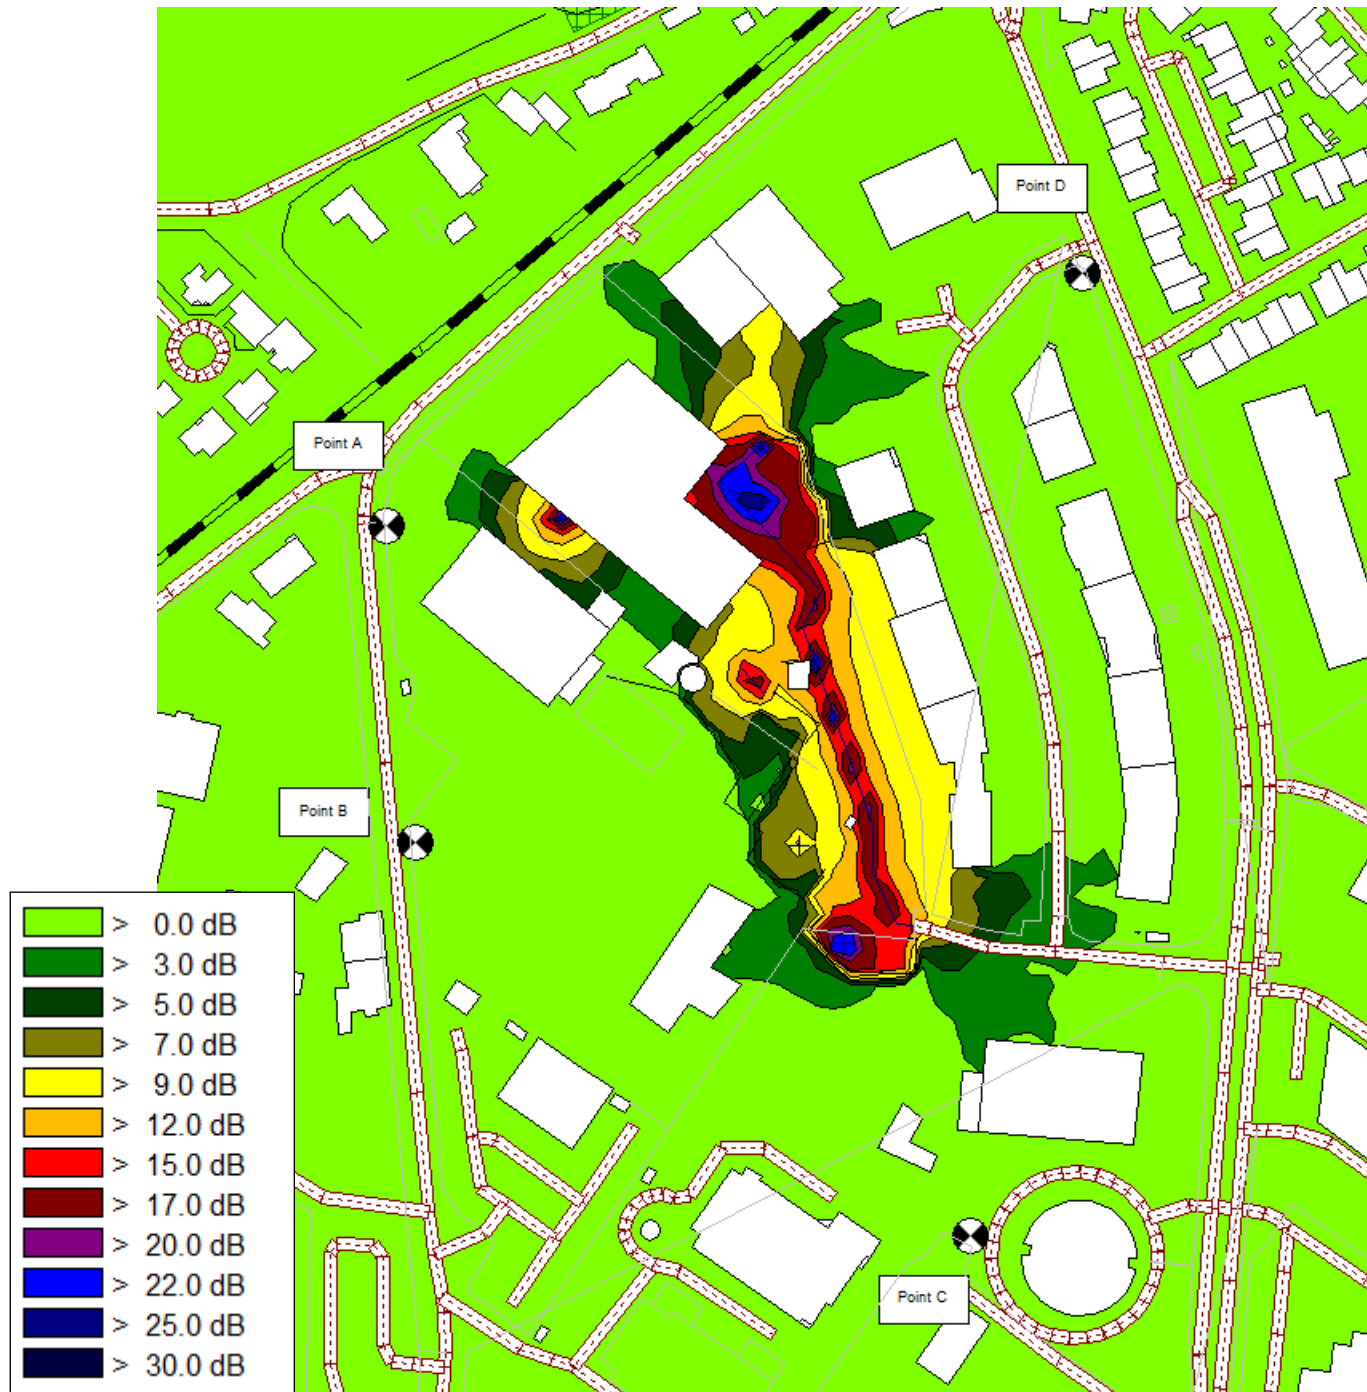 Point D
Point A
Point B
Point C
> 0.0 dB
> 3.0 dB
> 5.0 dB
> 7.0 dB
> 9.0 dB
> 12.0 dB
> 15.0 dB
> 17.0 dB
> 20.0 dB
> 22.0 dB
> 25.0 dB
> 30.0 dB